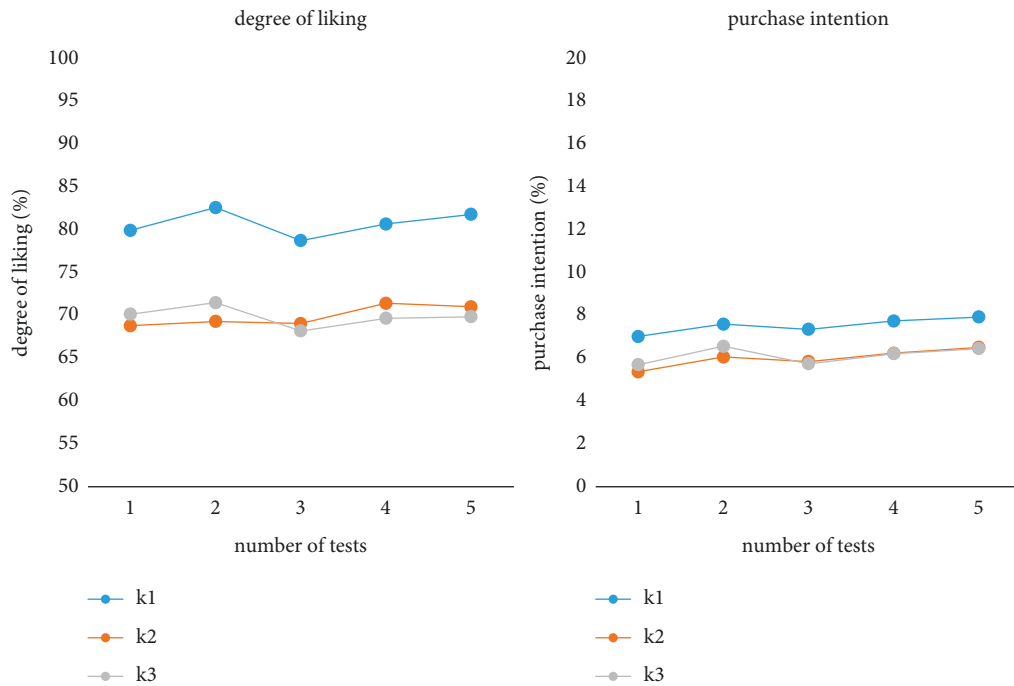 degree of liking
100
95
90
85
80
75
70
65
60
55
50
degree of liking (%)
1 2 3 4 5
number of tests
k1
k2
k3
purchase intention
20
18
16
14
12
10
8
6
4
2
0
purchase intention (%)
1 2 3 4 5
number of tests
k1
k2
k3